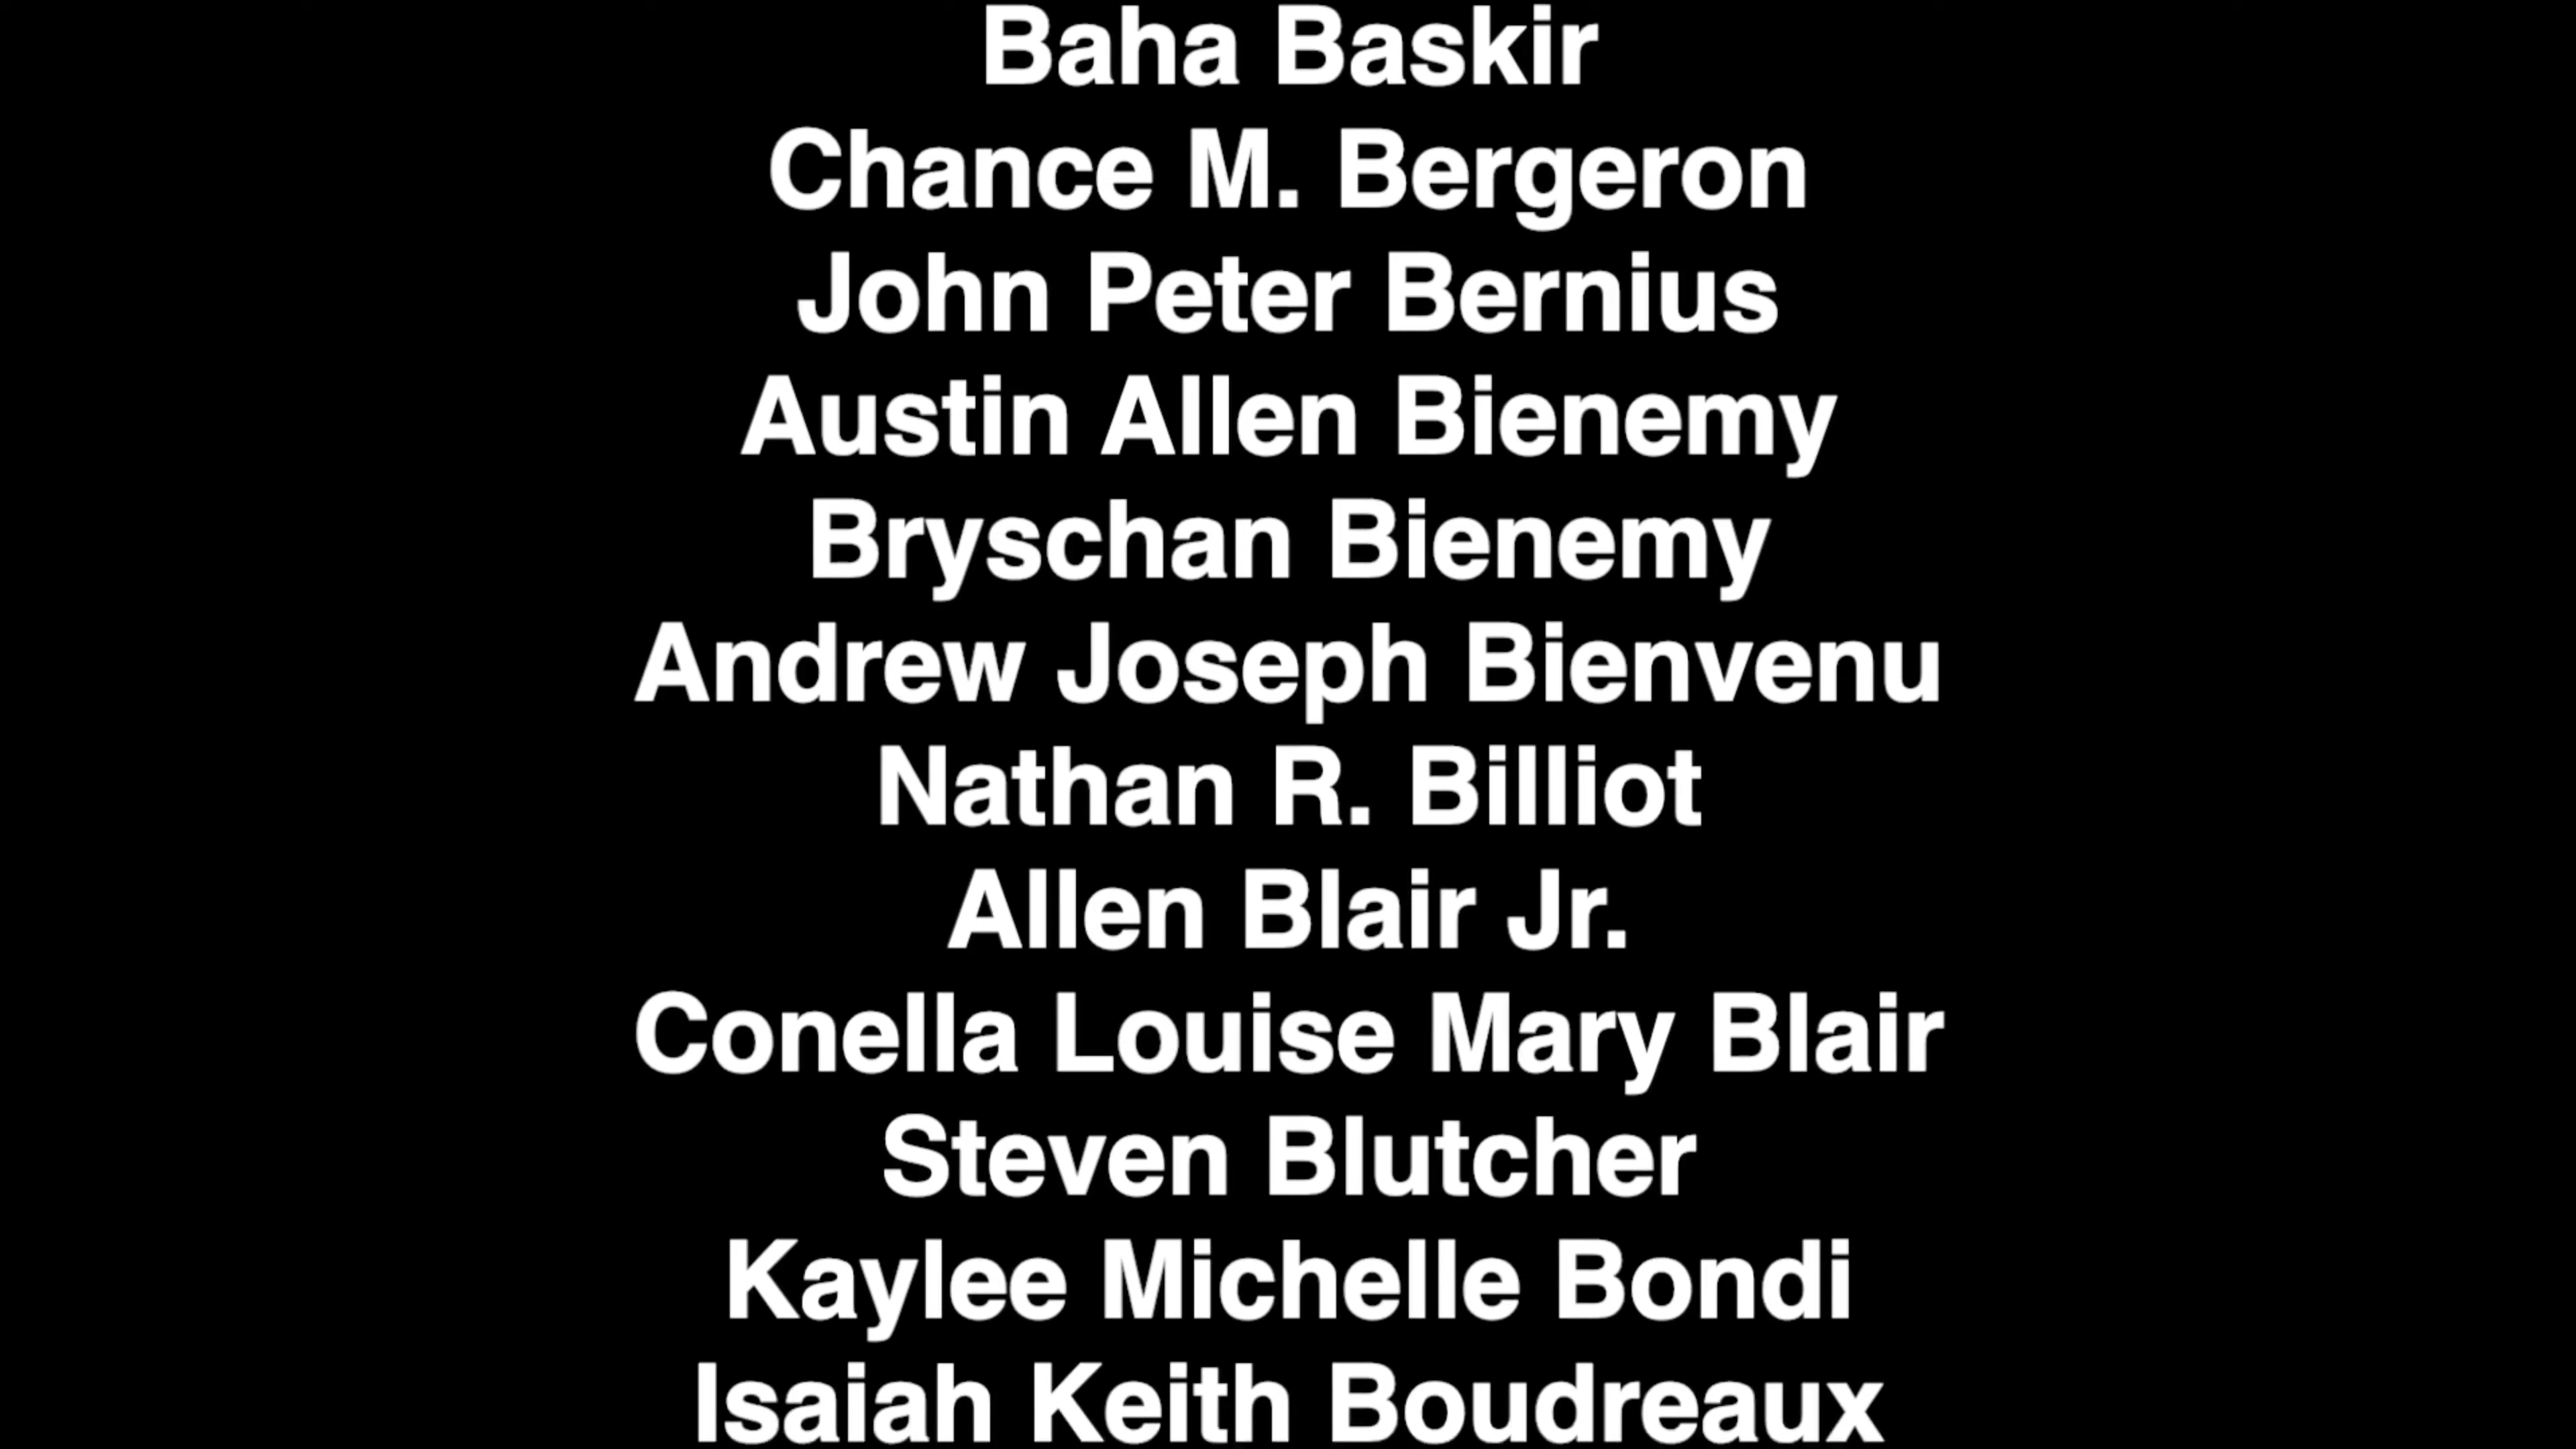 Baha Baskir
Chance M. Bergeron
John Peter Bernius
Austin Allen Bienemy
Bryschan Bienemy
Andrew Joseph Bienvenu
Nathan R. Billiot
Allen Blair Jr.
Conella Louise Mary Blair
Steven Blutcher
Kaylee Michelle Bondi
Isaiah Keith Boudreaux